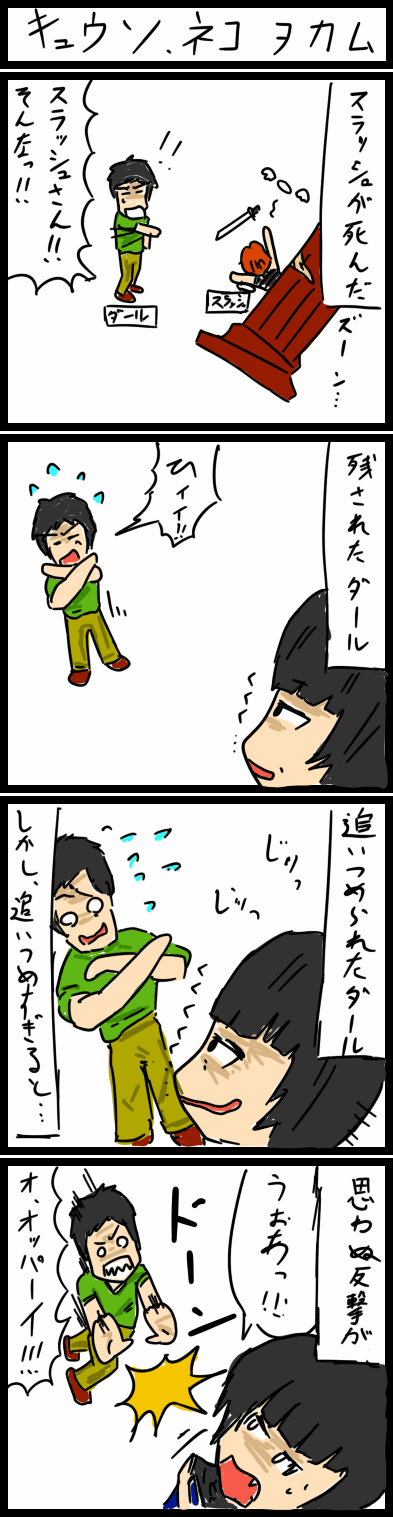 キュウソ、ネコヲカム
スラッシュが死んだ
ズーン…
!!
スラッシュさん!!
そんなっ!!
スラッシュ
ダール
残されたダール
ひィィ!!
追いつめられたダール
じりっ
じりっ
しかし、追いつめすぎると…
思わぬ反撃が
うおあっ!!!
ドーン
オ、オッパーイ!!!